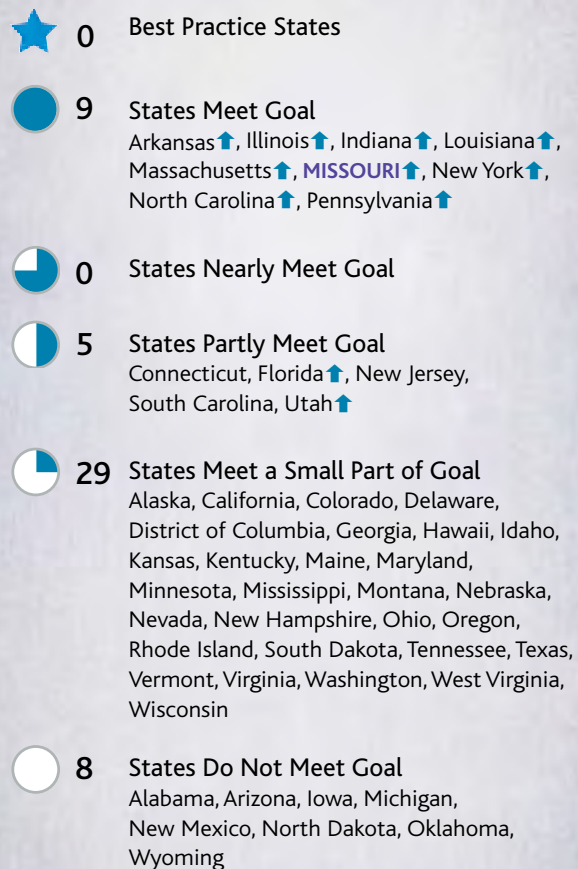 0 Best Practice States
9 States Meet Goal
Arkansas⬆, Illinois⬆, Indiana⬆, Louisiana⬆,
Massachusetts⬆, MISSOURI⬆, New York⬆,
North Carolina⬆, Pennsylvania⬆
0 States Nearly Meet Goal
5 States Partly Meet Goal
Connecticut, Florida⬆, New Jersey,
South Carolina, Utah⬆
29 States Meet a Small Part of Goal
Alaska, California, Colorado, Delaware,
District of Columbia, Georgia, Hawaii, Idaho,
Kansas, Kentucky, Maine, Maryland,
Minnesota, Mississippi, Montana, Nebraska,
Nevada, New Hampshire, Ohio, Oregon,
Rhode Island, South Dakota, Tennessee, Texas,
Vermont, Virginia, Washington, West Virginia,
Wisconsin
8 States Do Not Meet Goal
Alabama, Arizona, Iowa, Michigan,
New Mexico, North Dakota, Oklahoma,
Wyoming